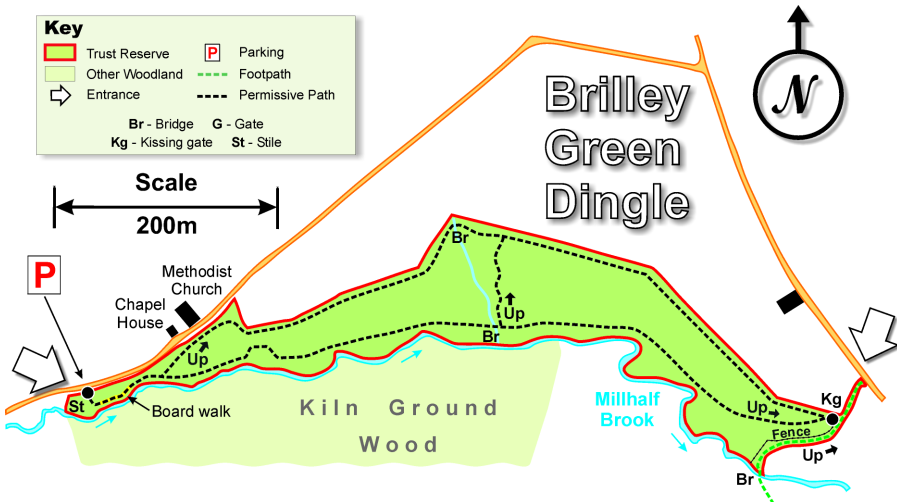 Key
Trust Reserve
P Parking
Other Woodland
Footpath
Entrance
Permissive Path
Br - Bridge G - Gate
Kg - Kissing gate St - Stile
Scale
200m
Brilley
Green
Dingle
N
P
Methodist
Church
Chapel
House
Up
St
Board walk
Br
Up
Br
Kiln Ground
Wood
Millhalf
Brook
Up
Kg
Fence
Up
Br